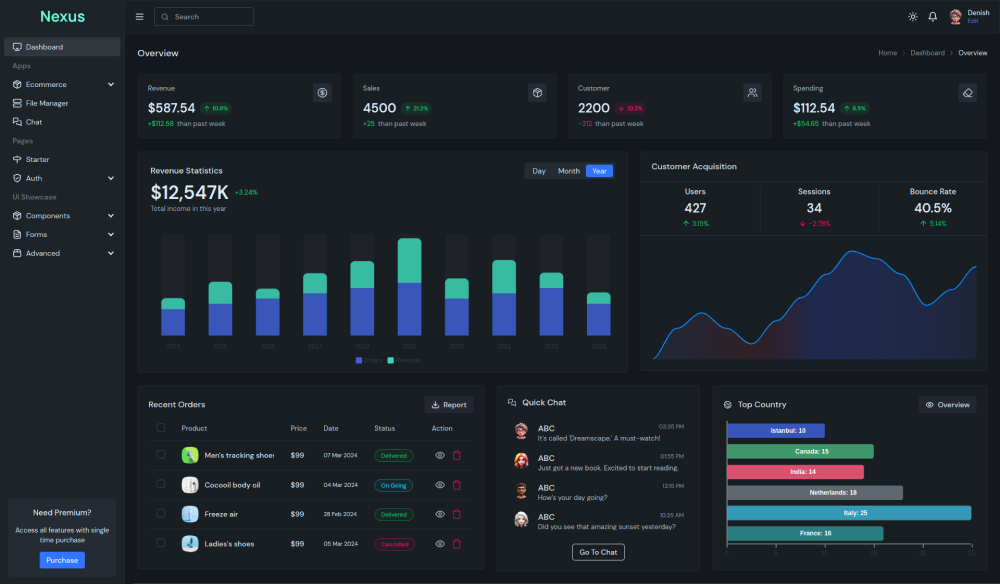 Nexus
Search
Denish
Edit
Dashboard
Apps
Ecommerce
File Manager
Chat
Pages
Starter
Auth
UI Showcase
Components
Forms
Advanced
Need Premium?
Access all features with single
time purchase
Purchase
Overview
Home > Dashboard > Overview
Revenue
$587.54 10.8%
+$112.58 than past week
Sales
4500 21.2%
+25 than past week
Customer
2200 10.2%
-312 than past week
Spending
$112.54 8.5%
+$54.65 than past week
Revenue Statistics
Day Month Year
$12,547K +3.24%
Total income in this year
2014 2015 2016 2017 2018 2019 2020 2021 2022 2023
Orders Revenue
Customer Acquisition
Users Sessions Bounce Rate
427 34 40.5%
3.15% -2.78% 5.14%
Recent Orders
Report
Product Price Date Status Action
Men's tracking shoes $99 07 Mar 2024 Delivered
Cocooil body oil $99 04 Mar 2024 On Going
Freeze air $99 28 Feb 2024 Delivered
Ladies's shoes $99 05 Mar 2024 Cancelled
Quick Chat
ABC 03:35 PM
It's called 'Dreamscape.' A must-watch!
ABC 01:55 PM
Just got a new book. Excited to start reading.
ABC 12:15 PM
How's your day going?
ABC 10:35 AM
Did you see that amazing sunset yesterday?
Go To Chat
Top Country
Overview
Istanbul: 10
Canada: 15
India: 14
Netherlands: 18
Italy: 25
France: 16
0 5 10 15 20 25